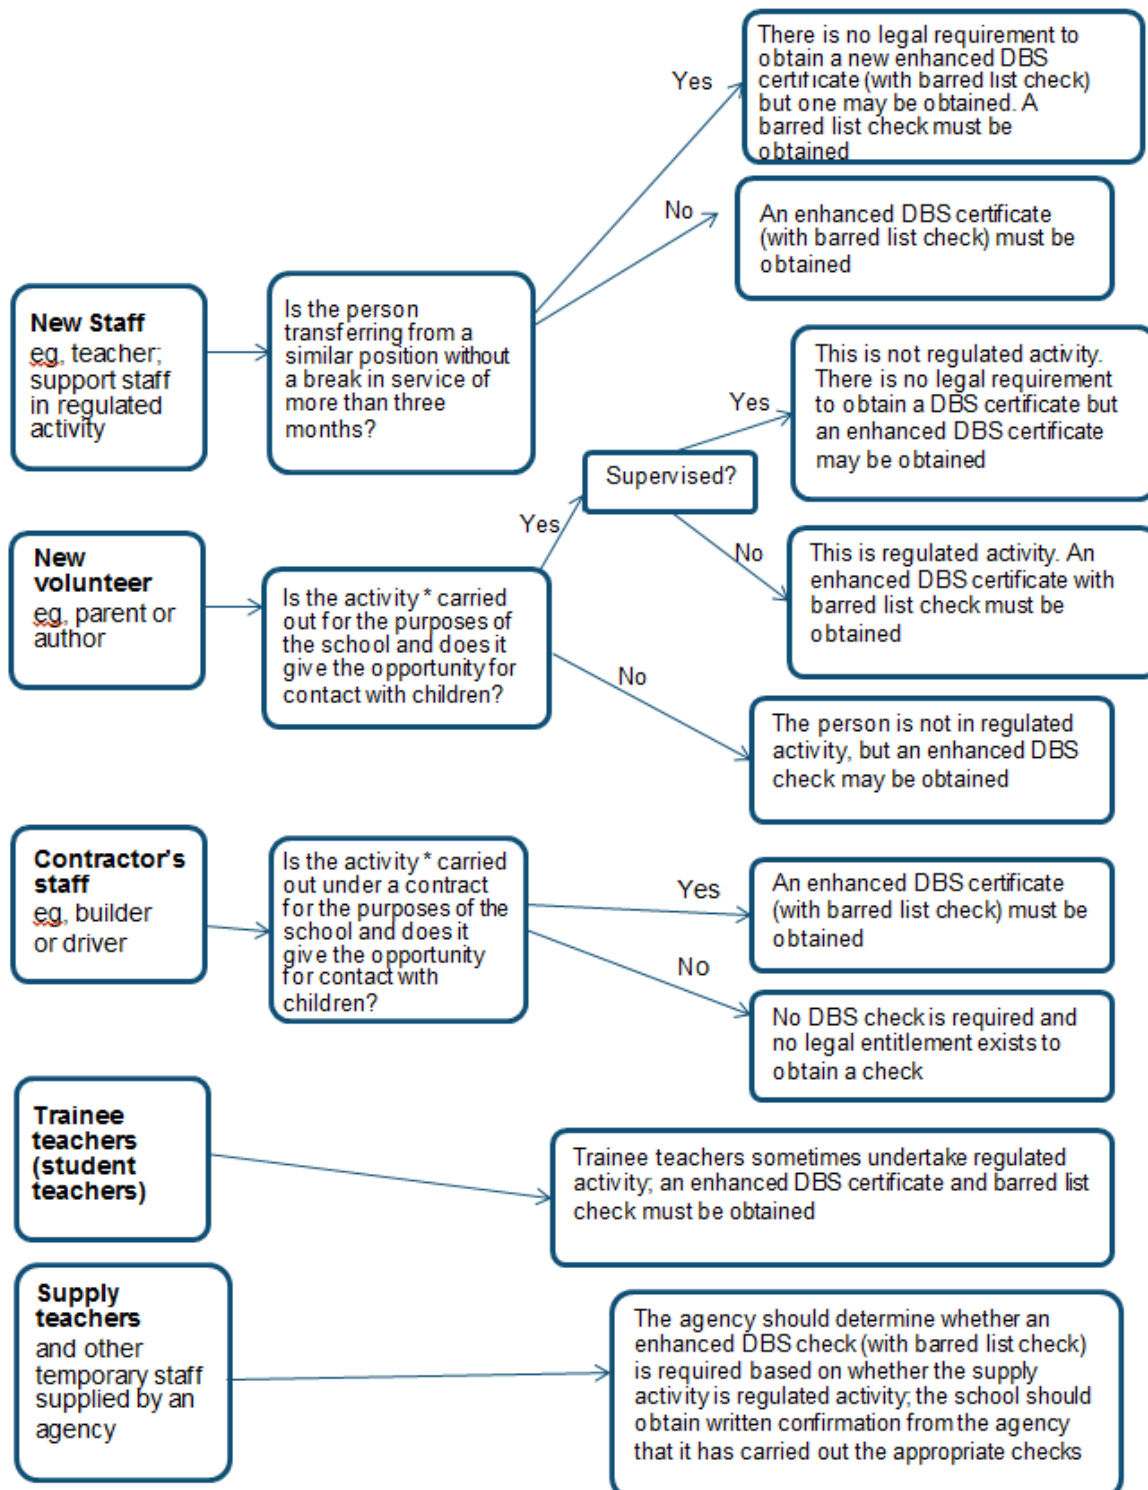 There is no legal requirement to
obtain a new enhanced DBS
certificate (with barred list check)
but one may be obtained. A
barred list check must be
obtained
Yes
No
An enhanced DBS certificate
(with barred list check) must be
obtained
New Staff
eg, teacher;
support staff
in regulated
activity
Is the person
transferring from a
similar position without
a break in service of
more than three
months?
This is not regulated activity.
There is no legal requirement
to obtain a DBS certificate but
an enhanced DBS certificate
may be obtained
Yes
Supervised?
Yes
No
This is regulated activity. An
enhanced DBS certificate with
barred list check must be
obtained
New
volunteer
eg, parent or
author
Is the activity * carried
out for the purposes of
the school and does it
give the opportunity for
contact with children?
No
The person is not in regulated
activity, but an enhanced DBS
check may be obtained
Contractor's
staff
eg, builder
or driver
Is the activity * carried
out under a contract
for the purposes of the
school and does it
give the opportunity
for contact with
children?
Yes
An enhanced DBS certificate
(with barred list check) must be
obtained
No
No DBS check is required and
no legal entitlement exists to
obtain a check
Trainee
teachers
(student
teachers)
Trainee teachers sometimes undertake regulated
activity; an enhanced DBS certificate and barred list
check must be obtained
Supply
teachers
and other
temporary staff
supplied by an
agency
The agency should determine whether an
enhanced DBS check (with barred list check)
is required based on whether the supply
activity is regulated activity; the school should
obtain written confirmation from the agency
that it has carried out the appropriate checks